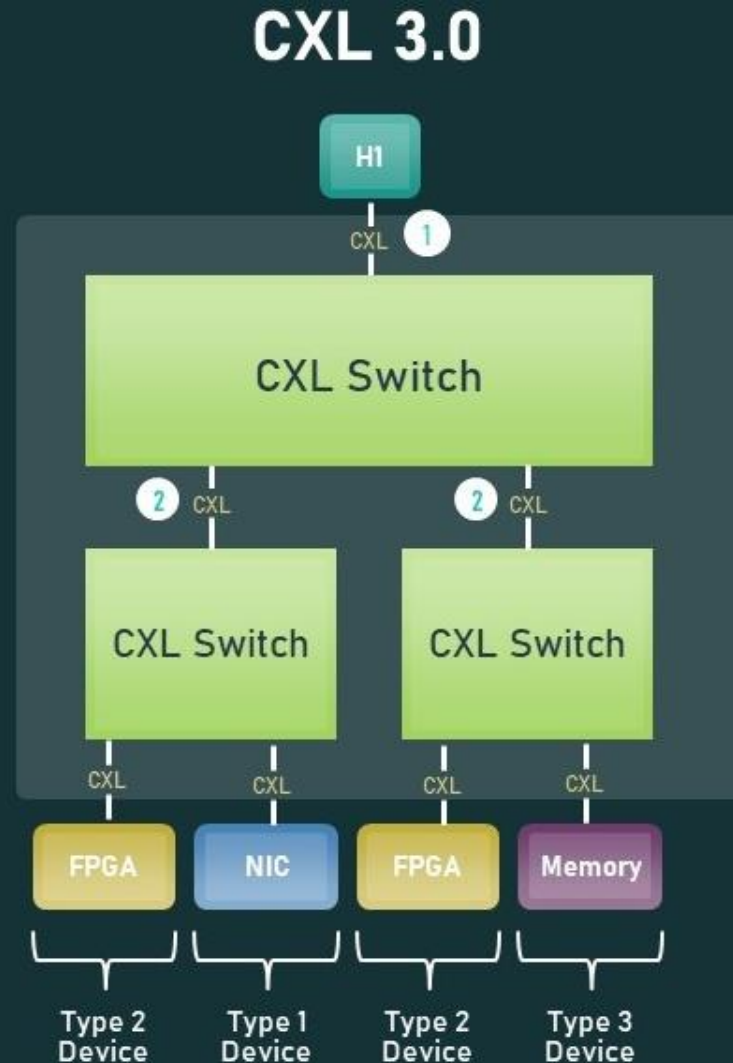 CXL 3.0
H1
CXL 1
CXL Switch
2 CXL 2 CXL
CXL Switch CXL Switch
CXL CXL CXL CXL
FPGA NIC FPGA Memory
Type 2 Type 1 Type 2 Type 3
Device Device Device Device